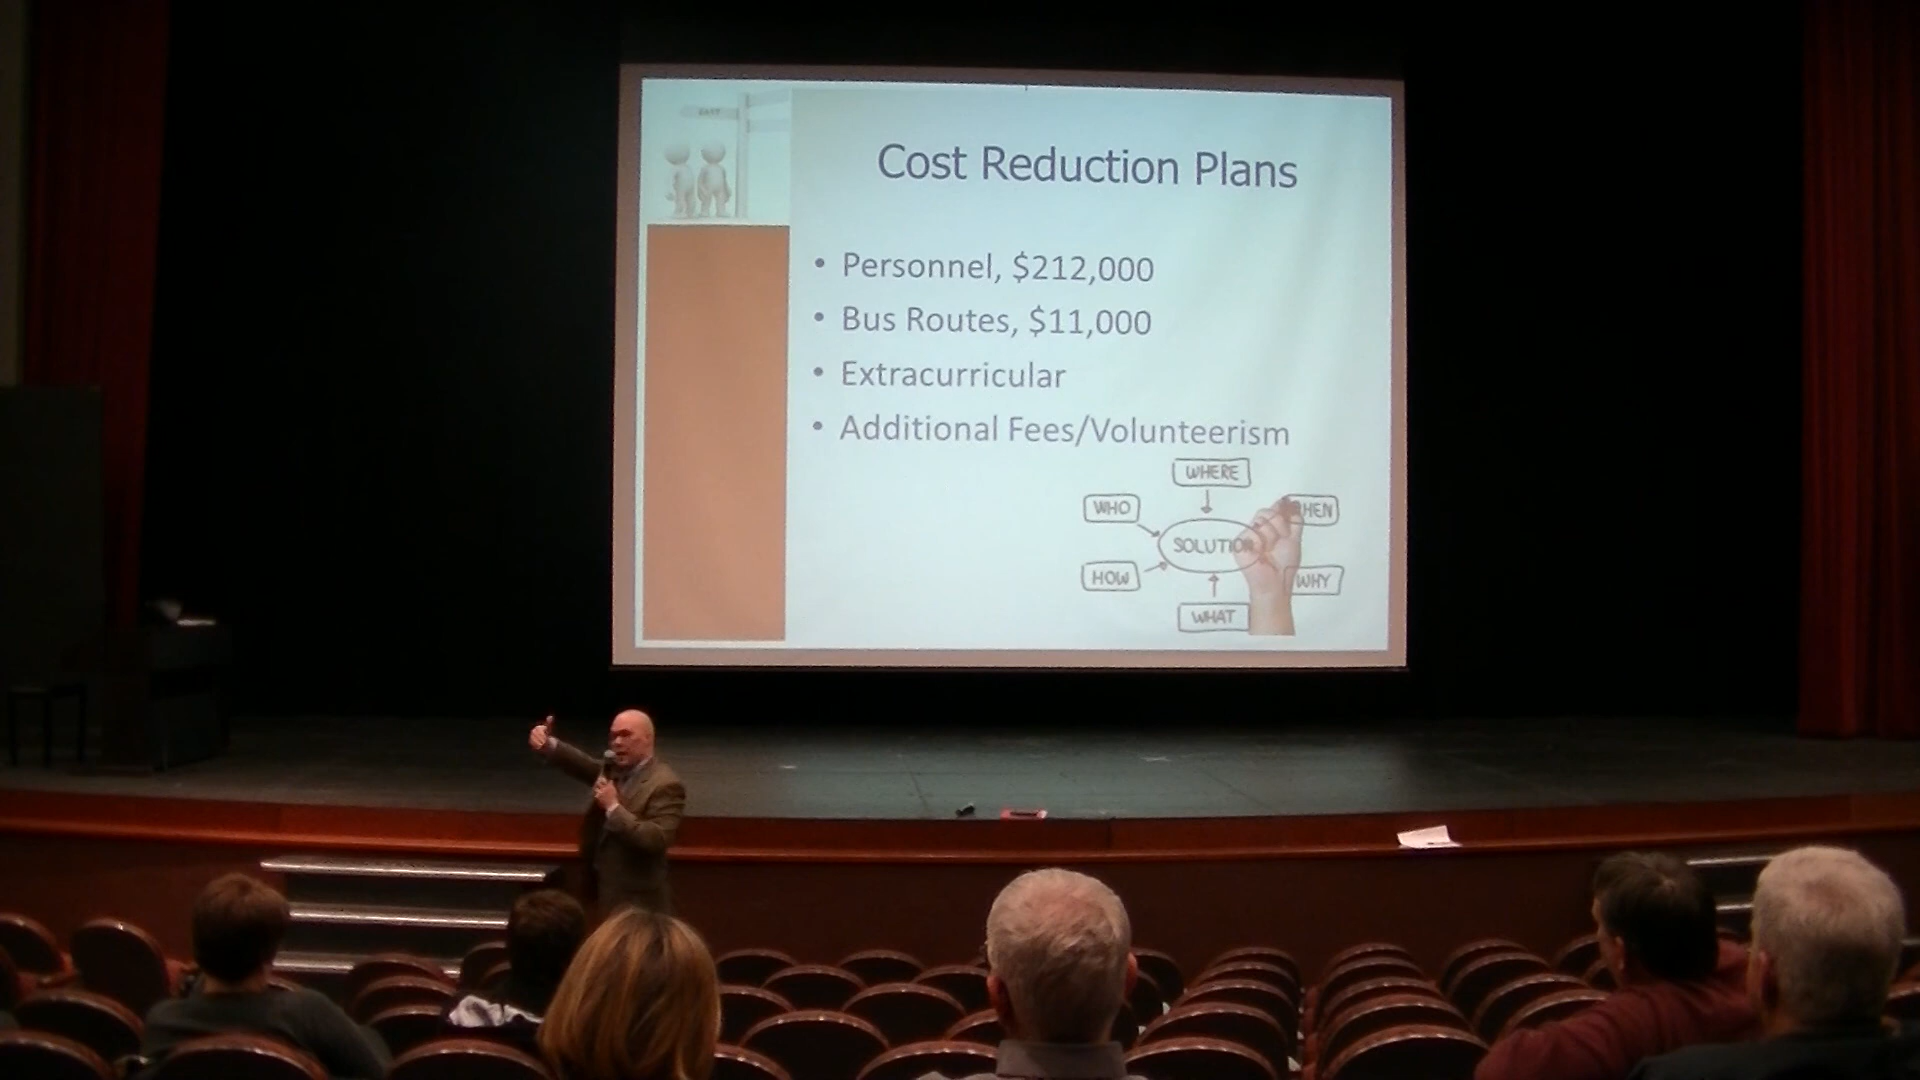 Cost Reduction Plans
• Personnel, $212,000
• Bus Routes, $11,000
• Extracurricular
• Additional Fees/Volunteerism
WHERE
WHO
HOW
WHY
WHAT